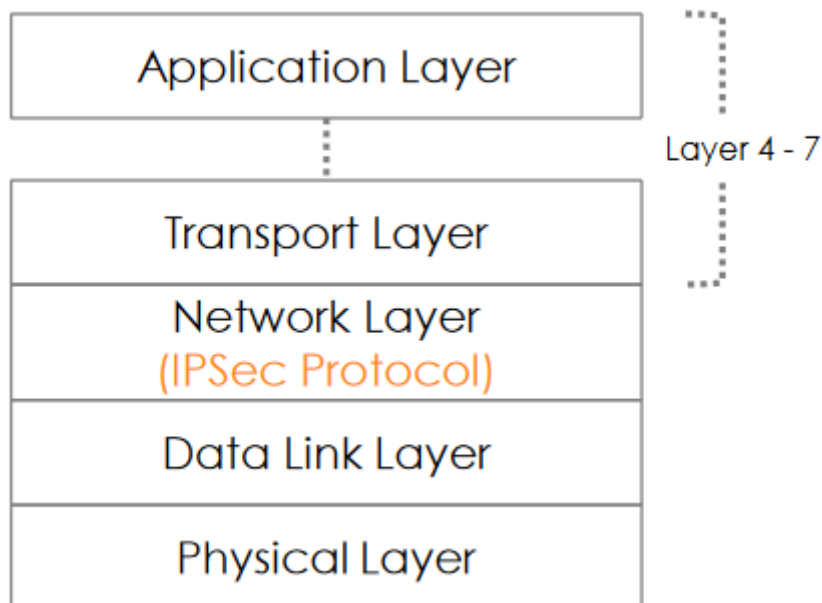 Application Layer
Layer 4 - 7
Transport Layer
Network Layer
(IPSec Protocol)
Data Link Layer
Physical Layer